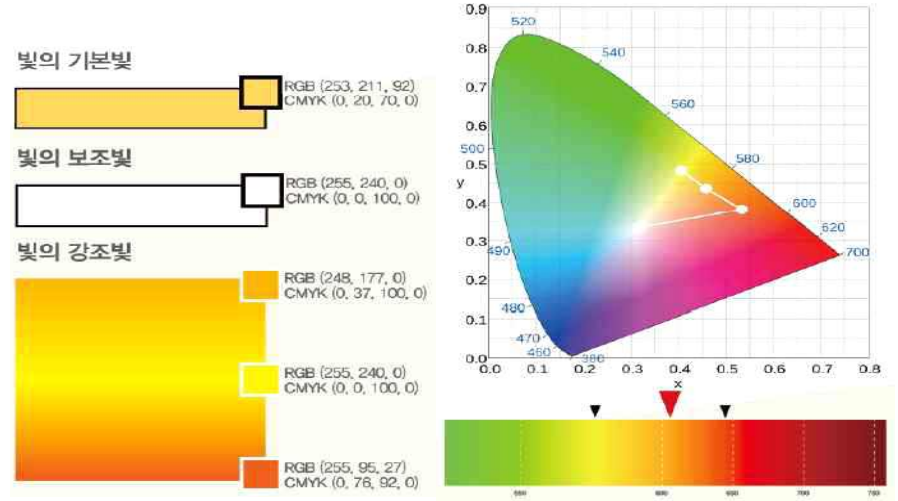 빛의 기본빛
RGB (253, 211, 92)
CMYK (0, 20, 70, 0)
빛의 보조빛
RGB (255, 240, 0)
CMYK (0, 0, 100, 0)
빛의 강조빛
RGB (248, 177, 0)
CMYK (0, 37, 100, 0)
RGB (255, 240, 0)
CMYK (0, 0, 100, 0)
RGB (255, 95, 27)
CMYK (0, 76, 92, 0)
0.9
0.8
0.7
0.6
0.5
y
0.4
0.3
0.2
0.1
0.0
520
540
560
500
580
600
620
490
700
480
470
460
380
0.0 0.1 0.2 0.3 0.4 0.5 0.6 0.7 0.8
x
550 600 650 700 750